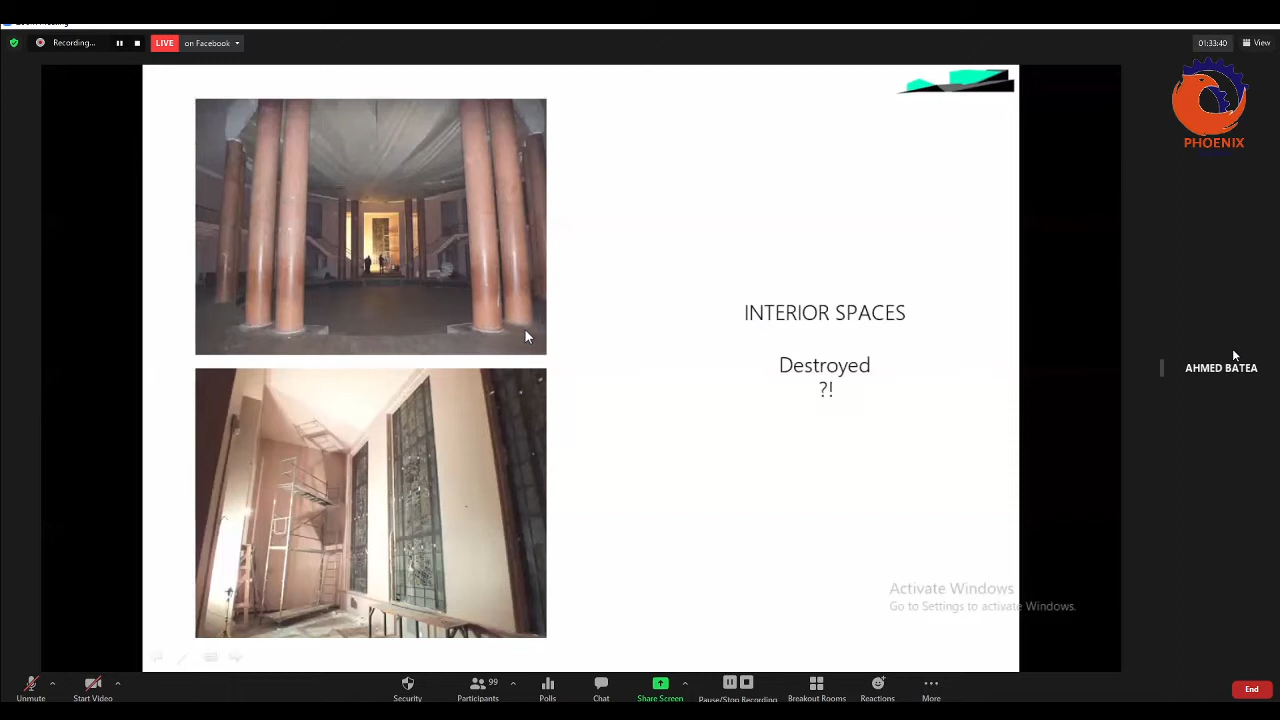 Recording...
LIVE
on Facebook
01:33:40
View
PHOENIX
INTERIOR SPACES
Destroyed
?!
AHMED BATEA
Activate Windows
Go to Settings to activate Windows.
Unmute
Start Video
Security
99
Participants
Polls
Chat
Share Screen
Pause/Stop Recording
Breakout Rooms
Reactions
More
End